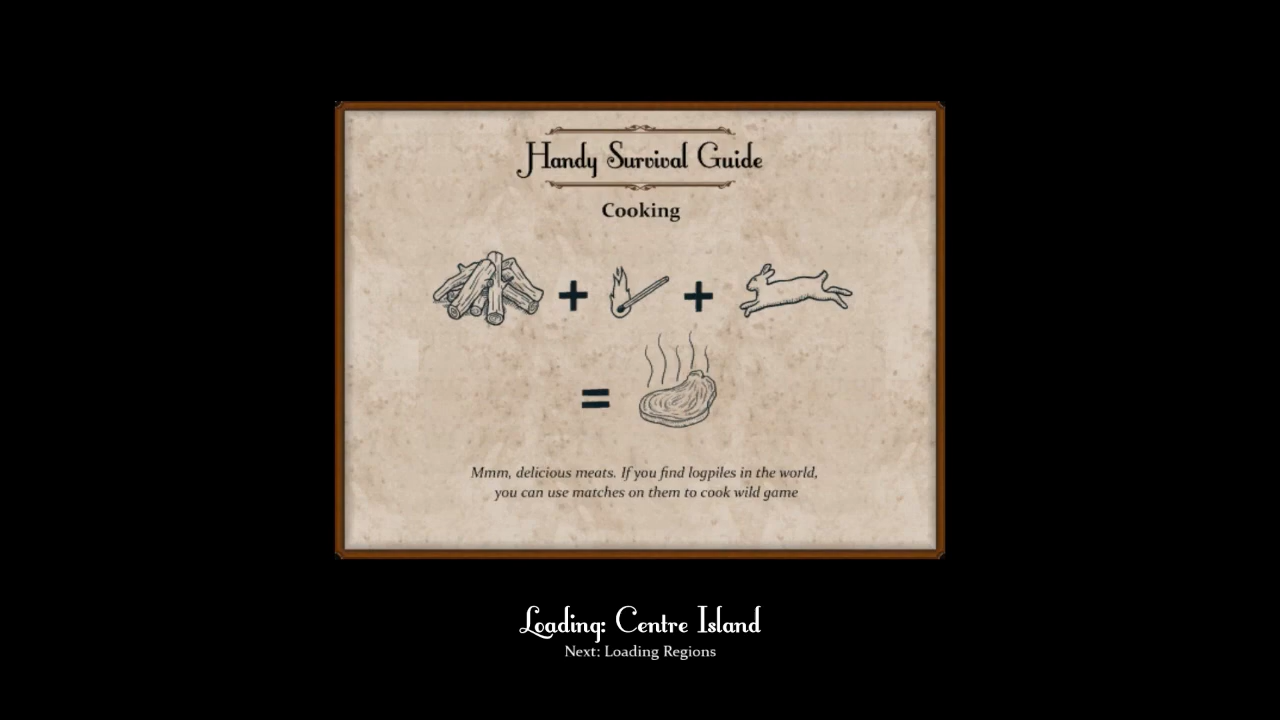 Handy Survival Guide
Cooking
+ +
=
Mmm, delicious meats. If you find logpiles in the world,
you can use matches on them to cook wild game
Loading: Centre Island
Next: Loading Regions